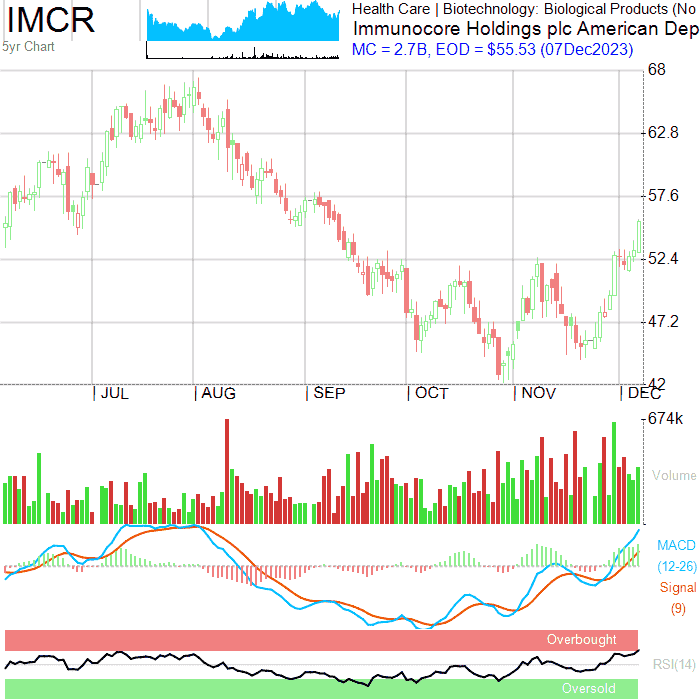 IMCR
5yr Chart
Health Care | Biotechnology: Biological Products (No
Immunocore Holdings plc American Dep
MC = 2.7B, EOD = $55.53 (07Dec2023)
68
62.8
57.6
52.4
47.2
42
JUL AUG SEP OCT NOV DEC
674k
Volume
MACD
(12-26)
Signal
(9)
Overbought
RSI(14)
Oversold